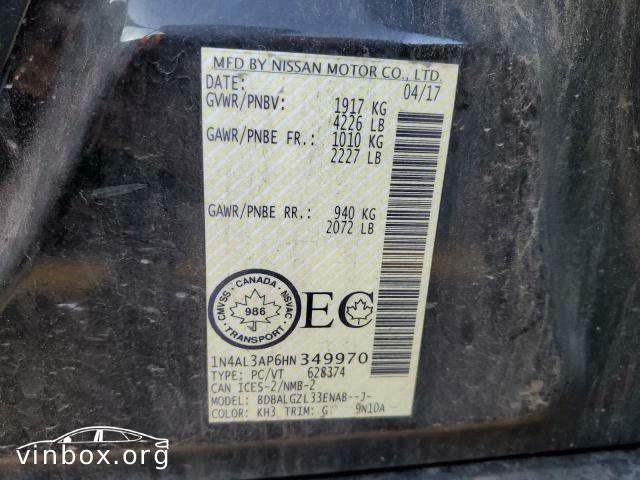 MFD BY NISSAN MOTOR CO., LTD.
DATE: 04/17
GVWR/PNBV: 1917 KG
4226 LB
GAWR/PNBE FR.: 1010 KG
2227 LB
GAWR/PNBE RR.: 940 KG
2072 LB
CMVSS · CANADA · NSVAC · TRANSPORT
986
EC
1N4AL3AP6HN349970
TYPE: PC/VT 628374
CAN ICES-2/NMB-2
MODEL: BDBALGZL33ENAB--J-
COLOR: KH3 TRIM: G 9N10A
vinbox.org